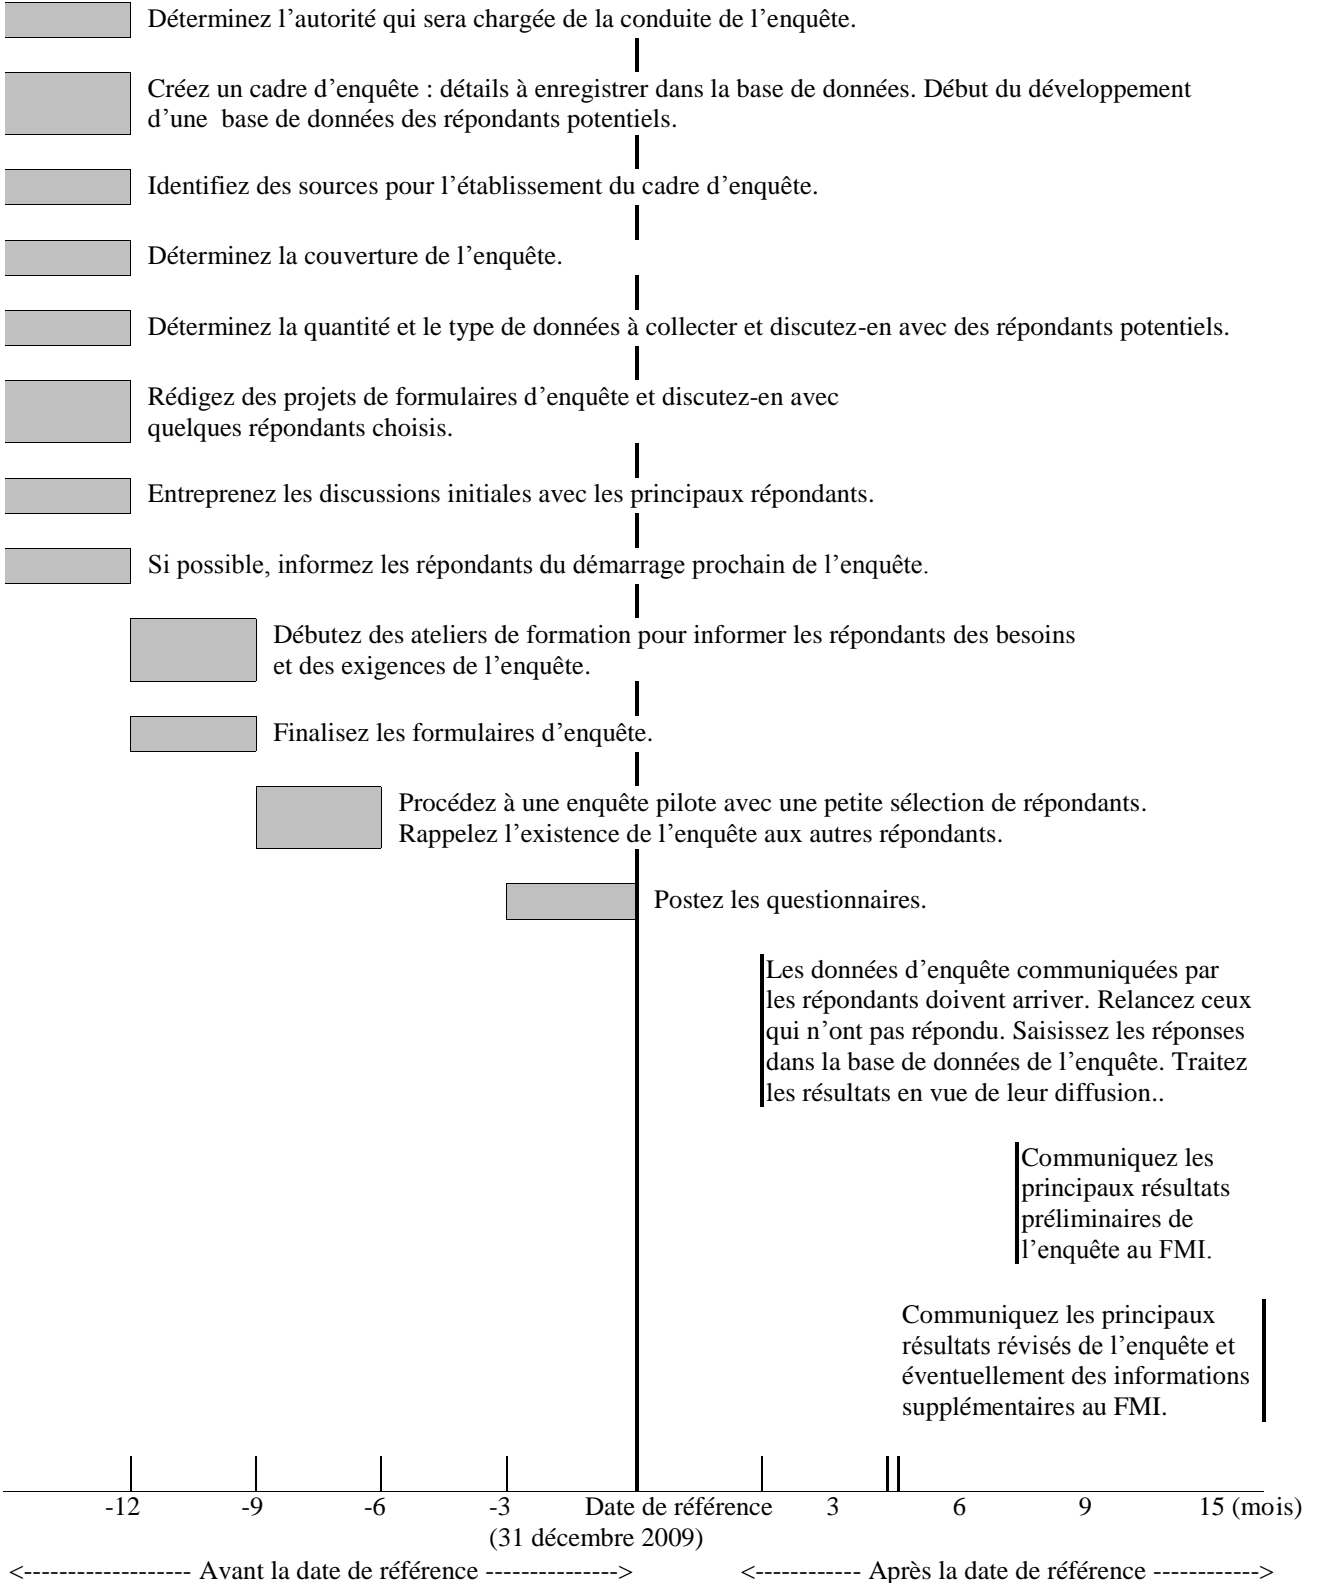 Déterminez l’autorité qui sera chargée de la conduite de l’enquête.
Créez un cadre d’enquête : détails à enregistrer dans la base de données. Début du développement
d’une  base de données des répondants potentiels.
Identifiez des sources pour l’établissement du cadre d’enquête.
Déterminez la couverture de l’enquête.
Déterminez la quantité et le type de données à collecter et discutez-en avec des répondants potentiels.
Rédigez des projets de formulaires d’enquête et discutez-en avec
quelques répondants choisis.
Entreprenez les discussions initiales avec les principaux répondants.
Si possible, informez les répondants du démarrage prochain de l’enquête.
Débutez des ateliers de formation pour informer les répondants des besoins
et des exigences de l’enquête.
Finalisez les formulaires d’enquête.
Procédez à une enquête pilote avec une petite sélection de répondants.
Rappelez l’existence de l’enquête aux autres répondants.
Postez les questionnaires.
Les données d’enquête communiquées par
les répondants doivent arriver. Relancez ceux
qui n’ont pas répondu. Saisissez les réponses
dans la base de données de l’enquête. Traitez
les résultats en vue de leur diffusion..
Communiquez les
principaux résultats
préliminaires de
l’enquête au FMI.
Communiquez les principaux
résultats révisés de l’enquête et
éventuellement des informations
supplémentaires au FMI.
-12 -9 -6 -3 Date de référence 3 6 9 15 (mois)
(31 décembre 2009)
<------------------- Avant la date de référence ---------------> <------------ Après la date de référence ------------>